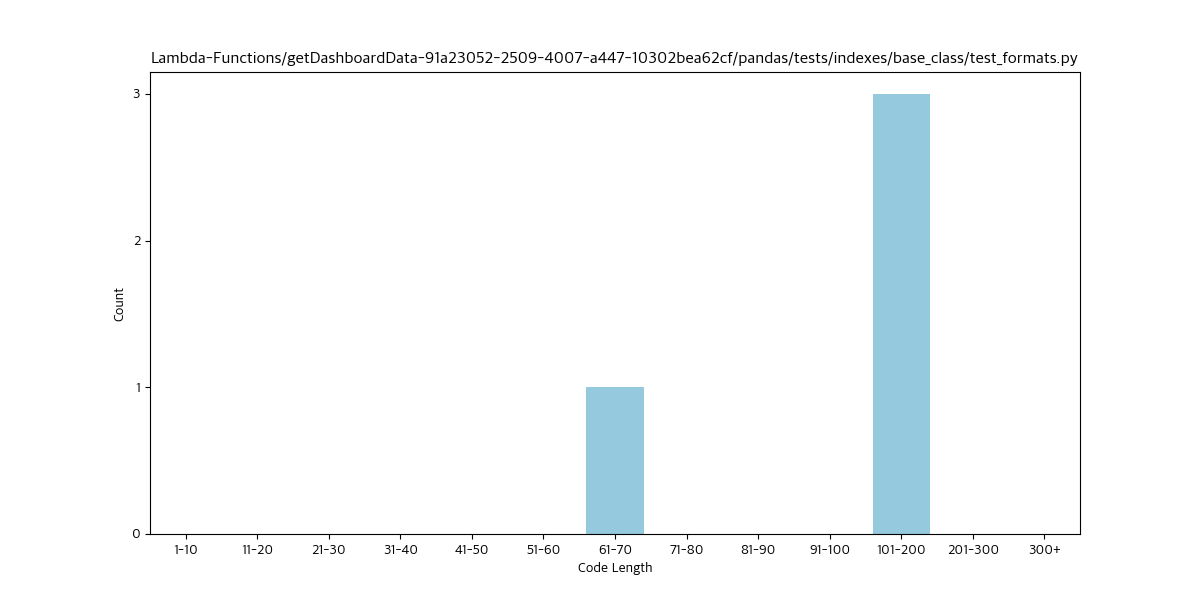 Lambda-Functions/getDashboardData-91a23052-2509-4007-a447-10302bea62cf/pandas/tests/indexes/base_class/test_formats.py
3
2
1
0
Count
1-10 11-20 21-30 31-40 41-50 51-60 61-70 71-80 81-90 91-100 101-200 201-300 300+
Code Length